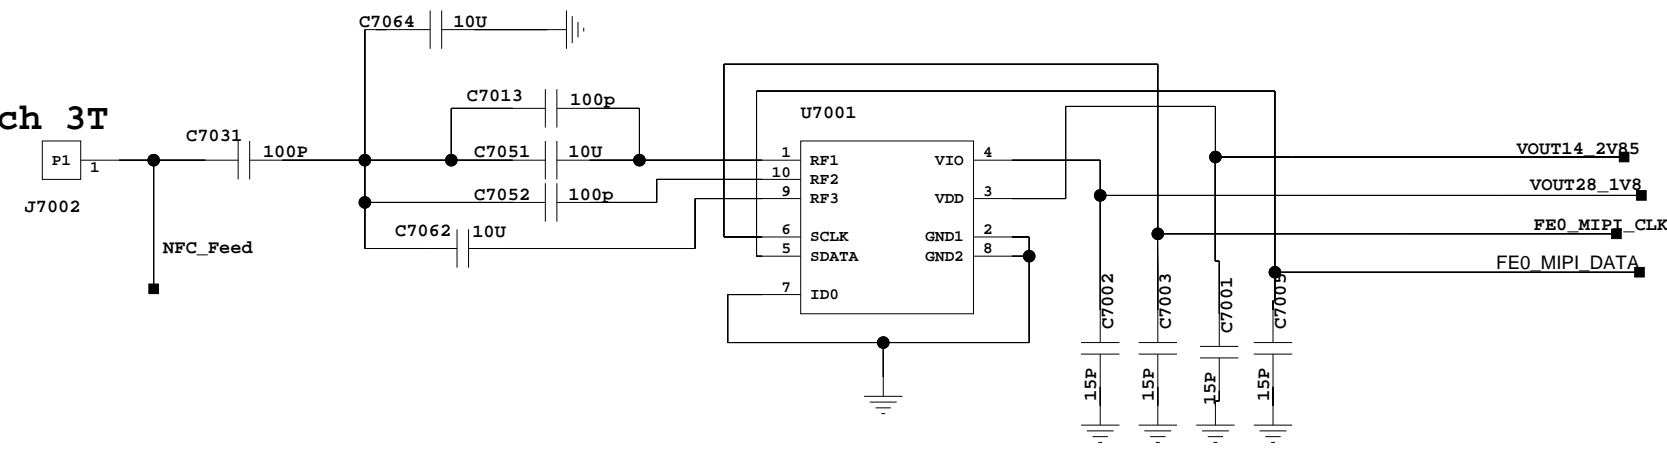 C7064 10U
C7013 100p
U7001
ch 3T
C7031
P1 1 100P C7051 10U 1 RF1 VIO 4 VOUT14_2V85
10 RF2
C7052 100p 9 RF3 VDD 3 VOUT28_1V8
J7002
C7062 10U
6 SCLK GND1 2 FE0_MIPI_CLK
NFC_Feed 5 SDATA GND2 8 FE0_MIPI_DATA
7 ID0
C7002 C7003 C7001 C7005
15P 15P 15P 15P